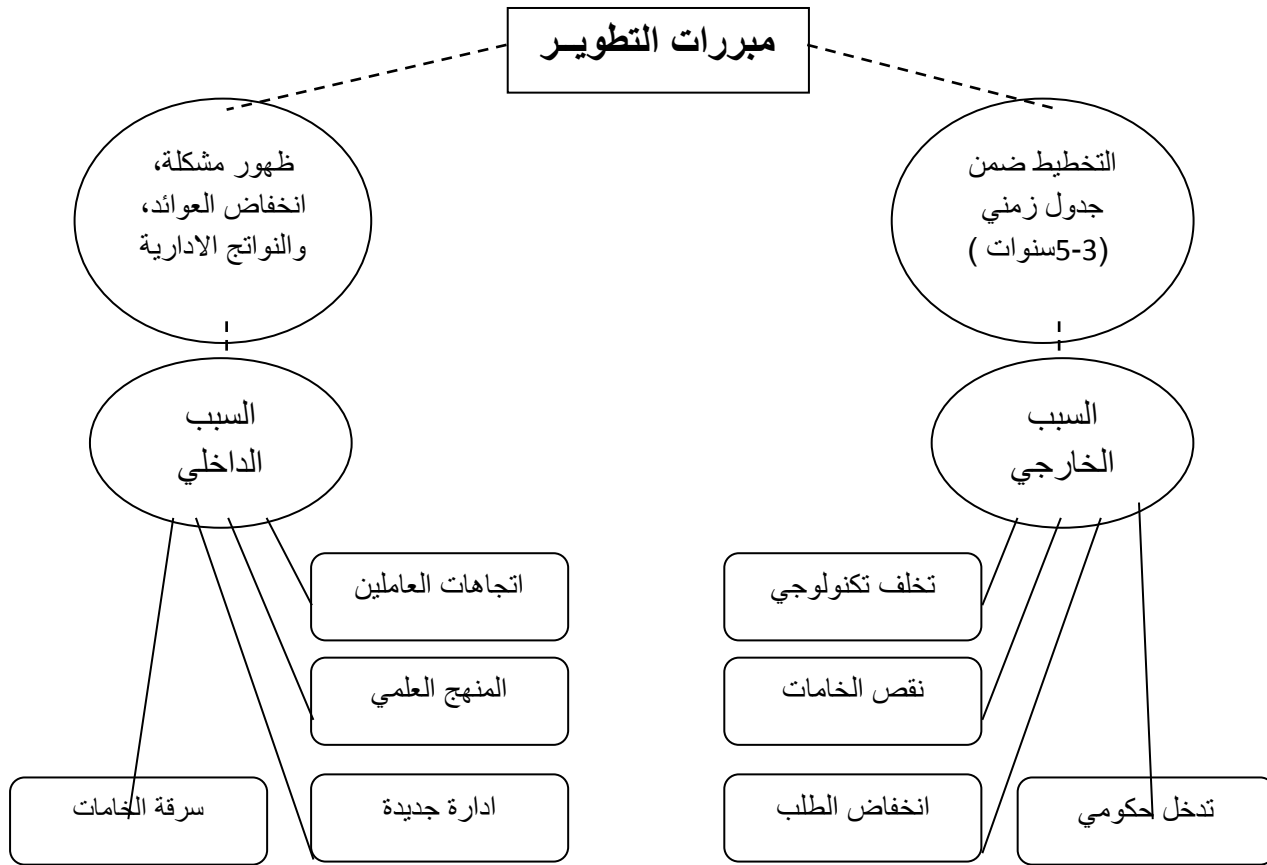 مبررات التطويــر
التخطيط ضمن
جدول زمني
(3-5سنوات )
ظهور مشكلة،
انخفاض العوائد،
والنواتج الادارية
السبب
الخارجي
السبب
الداخلي
تخلف تكنولوجي
اتجاهات العاملين
نقص الخامات
المنهج العلمي
تدخل حكومي
انخفاض الطلب
ادارة جديدة
سرقة الخامات